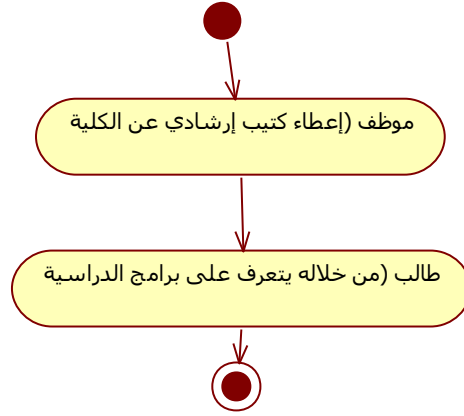 موظف (إعطاء كتيب إرشادي عن الكلية
طالب (من خلاله يتعرف على برامج الدراسية